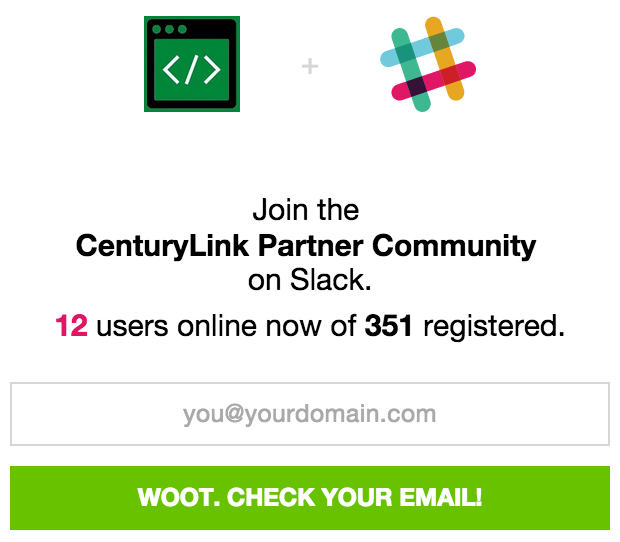 </>
+
Join the
CenturyLink Partner Community
on Slack.
12 users online now of 351 registered.
you@yourdomain.com
WOOT. CHECK YOUR EMAIL!